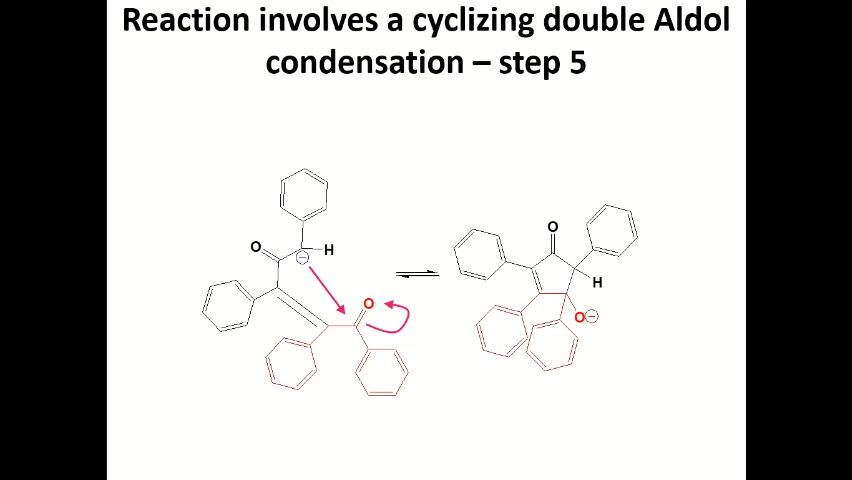 Reaction involves a cyclizing double Aldol
condensation – step 5
O
H
O
O
H
O